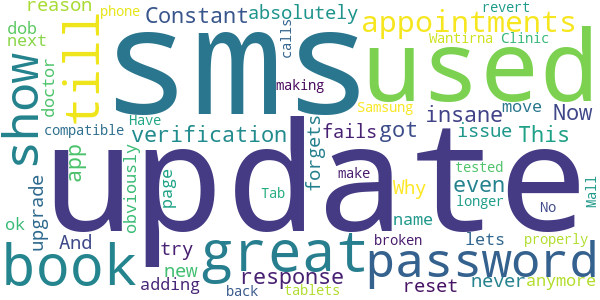 reason phone Constant absolutely revert
dob next till sms calls used appointments Wantirna Clinic
show doctor making Samsung insane move Now
compatible Have verification fails got issue This
app forgets Why even tested longer Mall
upgrade obviously page update Tab make name No
ok And try great broken lets properly
book new response password
adding back tablets reset never anymore